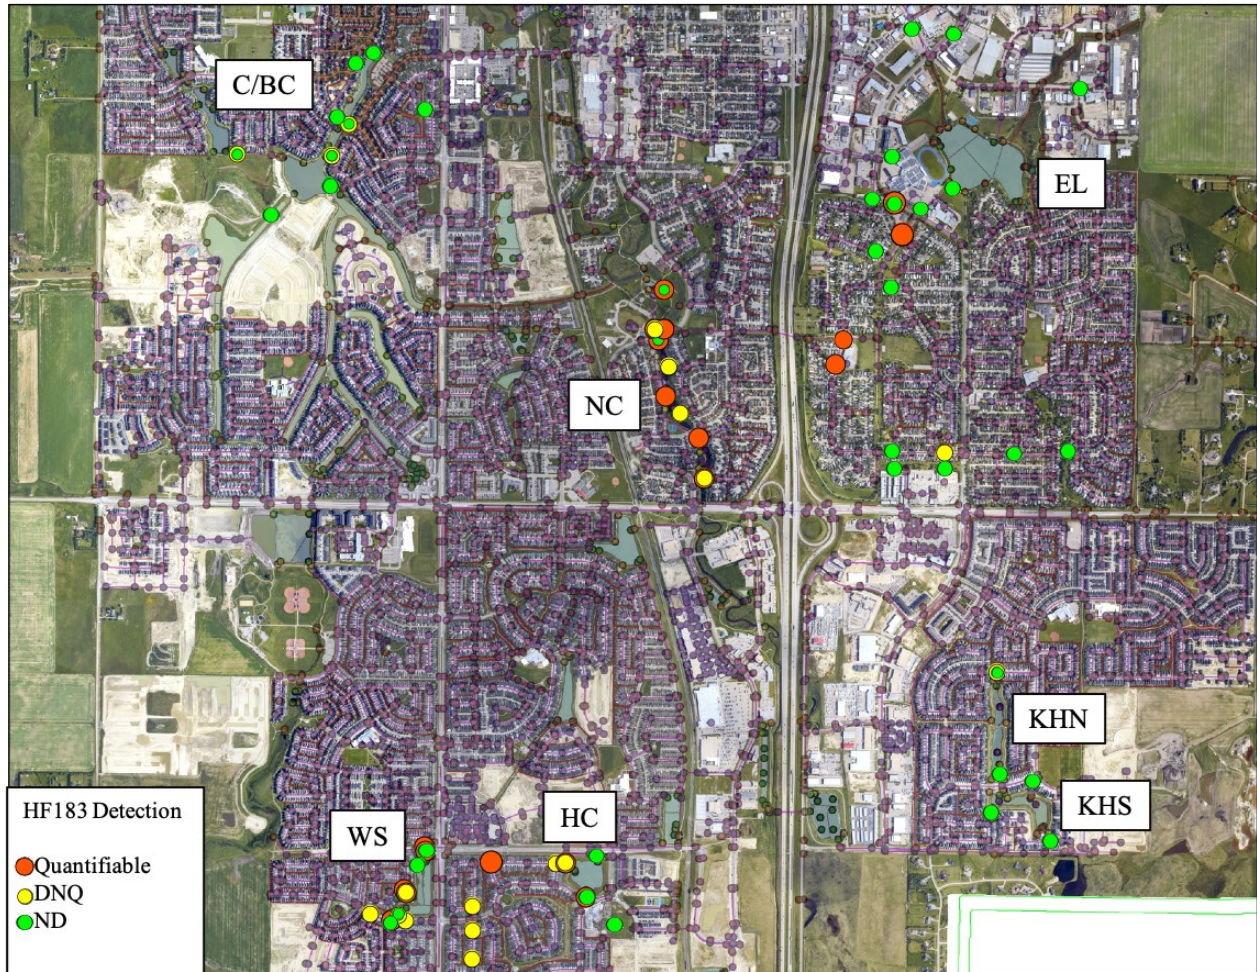 C/BC
EL
NC
KHN
KHS
WS
HC
HF183 Detection
Quantifiable
DNQ
ND